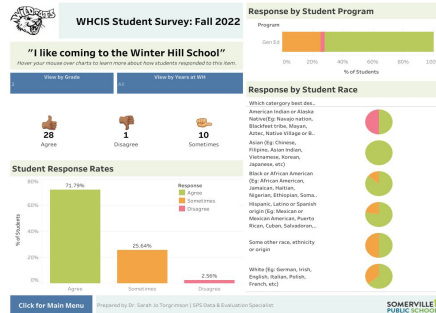 WILDCATS
WHCIS Student Survey: Fall 2022
"I like coming to the Winter Hill School"
Hover your mouse over charts to learn more about how students responded to this item.
View by Grade
View by Years at WH
28
Agree
1
Disagree
10
Sometimes
Student Response Rates
80%
60%
40%
20%
0%
% of Students
71.79%
25.64%
2.56%
Response
Agree
Sometimes
Disagree
Agree
Sometimes
Disagree
Response by Student Program
Program
Gen Ed
0%
20%
40%
60%
80%
100
% of Students
Response by Student Race
Which catergory best des..
American Indian or Alaska
Native(Eg: Navajo nation,
Blackfeet tribe, Mayan,
Aztec, Native Village or B..
Asian (Eg: Chinese,
Filipino, Asian Indian,
Vietnamese, Korean,
Japanese, etc)
Black or African American
(Eg: African American,
Jamaican, Haitian,
Nigerian, Ethiopian, Soma..
Hispanic, Latino or Spanish
origin (Eg: Mexican or
Mexican American, Puerto
Rican, Cuban, Salvadoran,...
Some other race, ethnicity
or origin
White (Eg: German, Irish,
English, Italian, Polish,
French, etc)
Click for Main Menu
Prepared by Dr. Sarah Jo Torgrimson | SPS Data & Evaluation Specialist
SOMERVILLE
PUBLIC SCHOOL